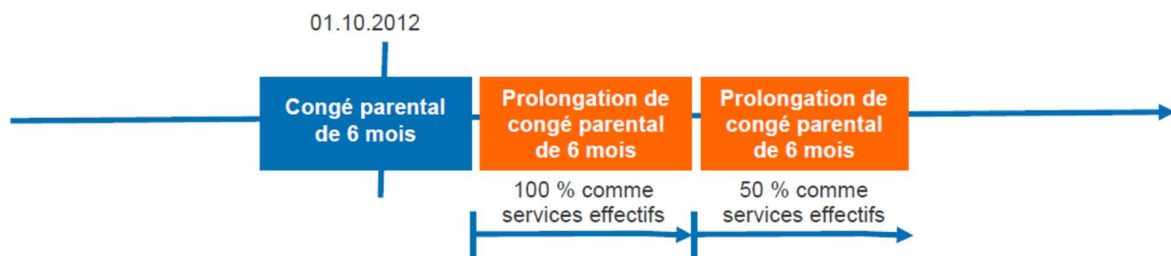 01.10.2012
Congé parental
de 6 mois
Prolongation de
congé parental
de 6 mois
Prolongation de
congé parental
de 6 mois
100 % comme
services effectifs
50 % comme
services effectifs